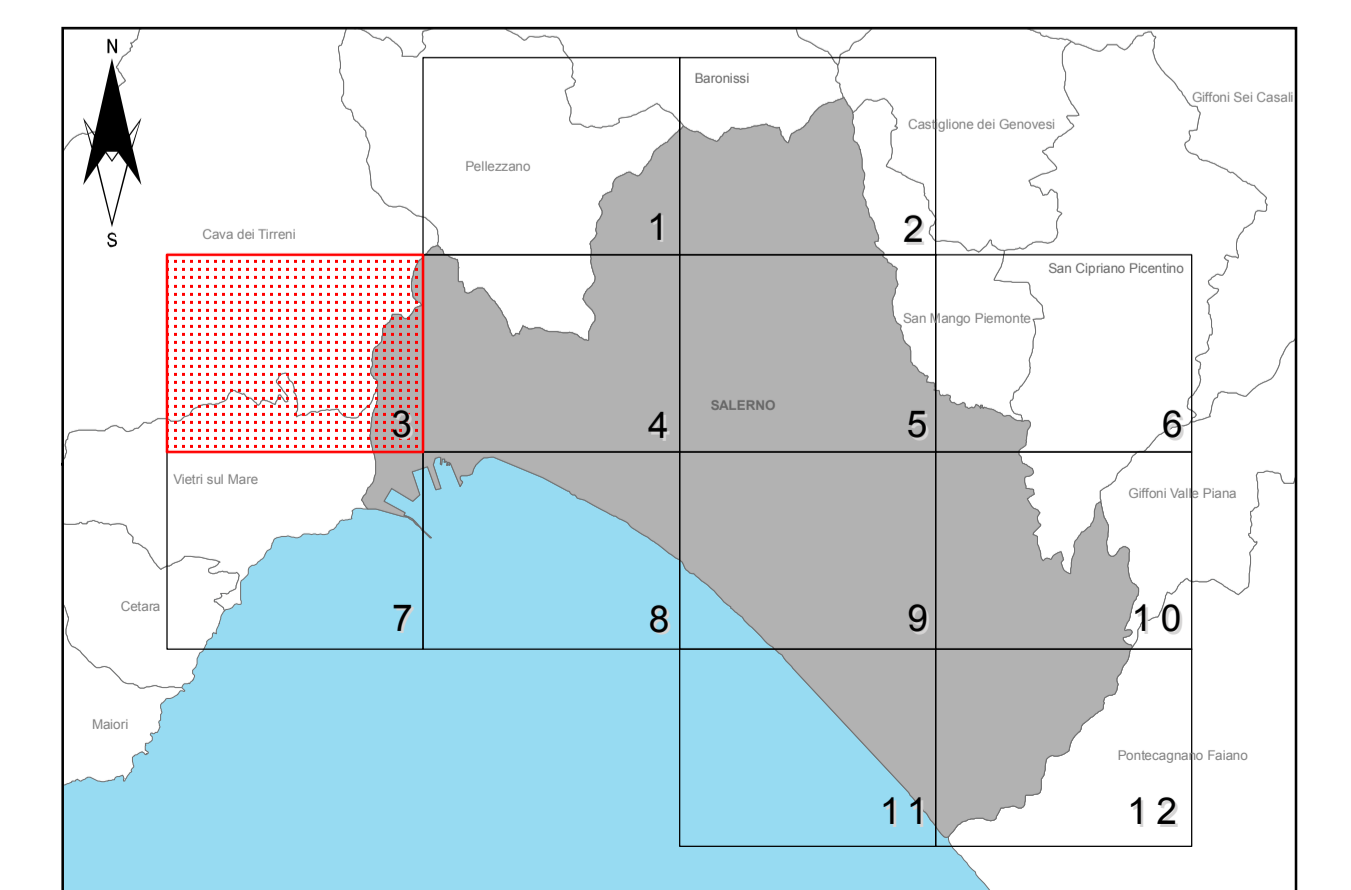 N
S
Baronissi
Giffoni Sei Casali
Castiglione dei Genovesi
Pellezzano
Cava dei Tirreni
1
2
San Cipriano Picentino
San Mango Piemonte
SALERNO
3
4
5
6
Vietri sul Mare
Giffoni Valle Piana
Cetara
7
8
9
10
Maiori
Pontecagnano Faiano
11
12